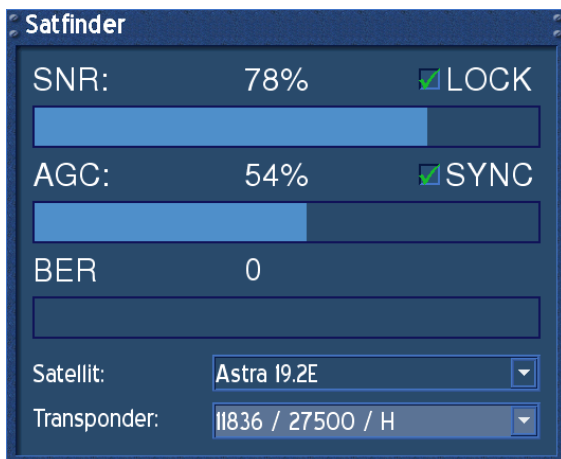 Satfinder
SNR: 78% LOCK
AGC: 54% SYNC
BER 0
Satellit: Astra 19.2E
Transponder: 11836 / 27500 / H